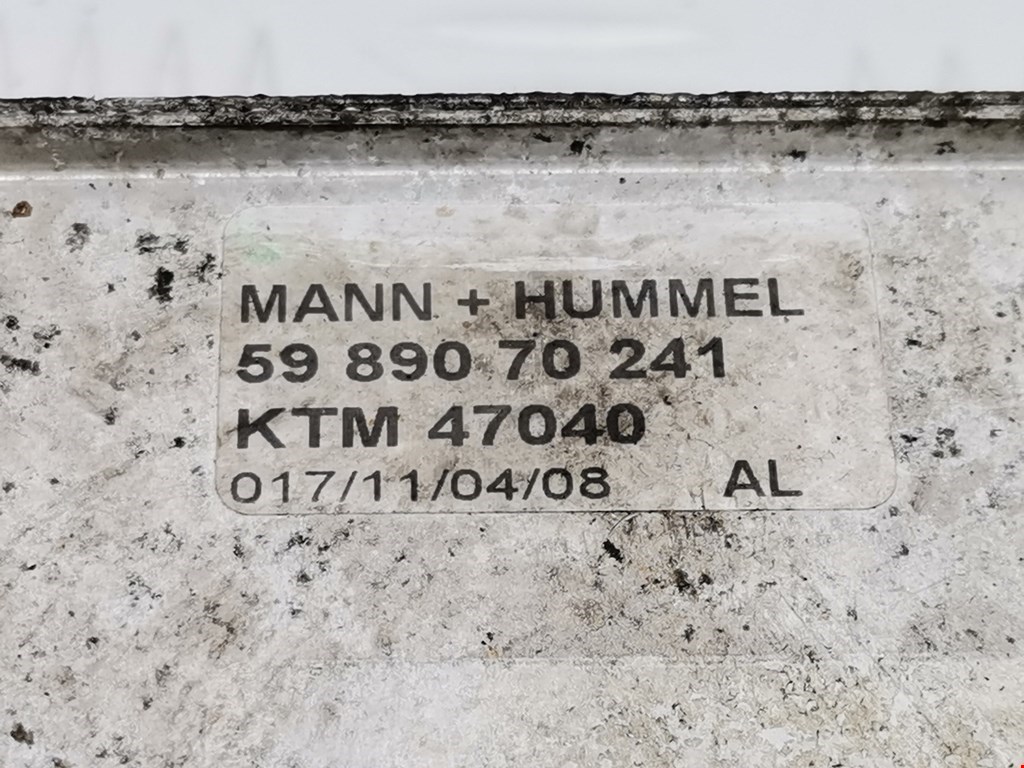 MANN + HUMMEL
59 890 70 241
KTM 47040
017/11/04/08 AL